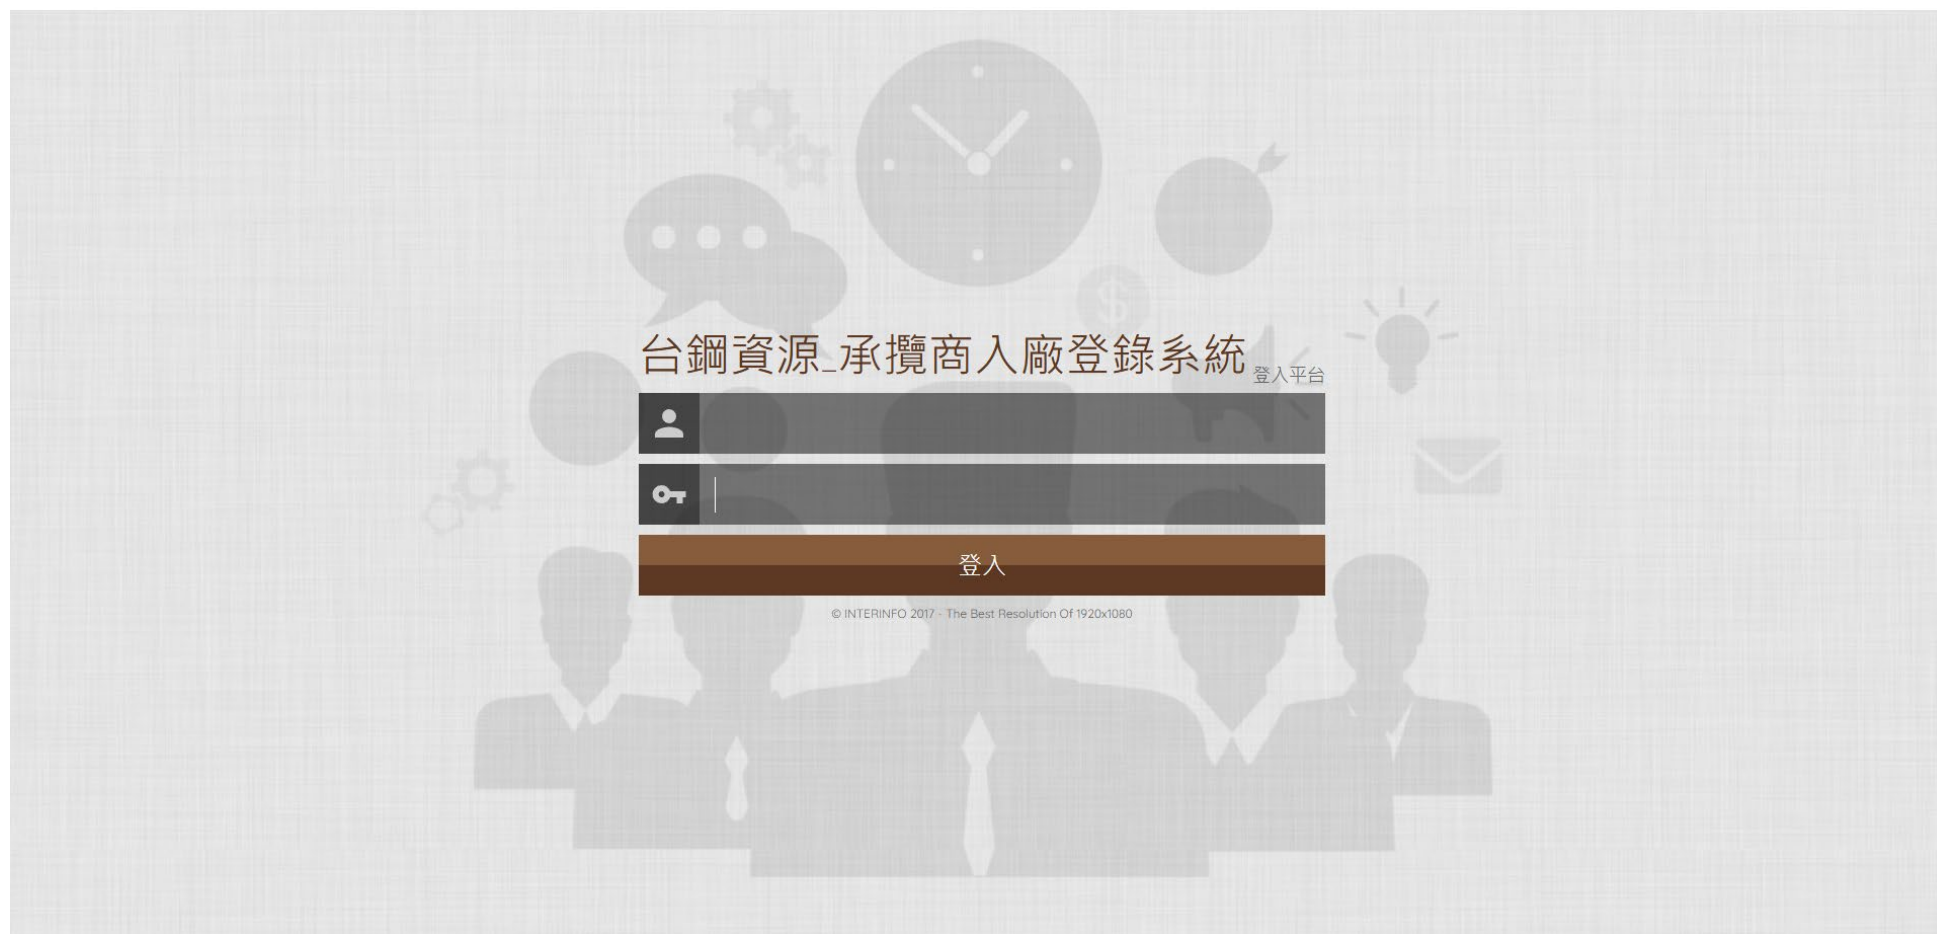 台鋼資源_承攬商入廠登錄系統 登入平台
登入
© INTERINFO 2017 - The Best Resolution Of 1920x1080